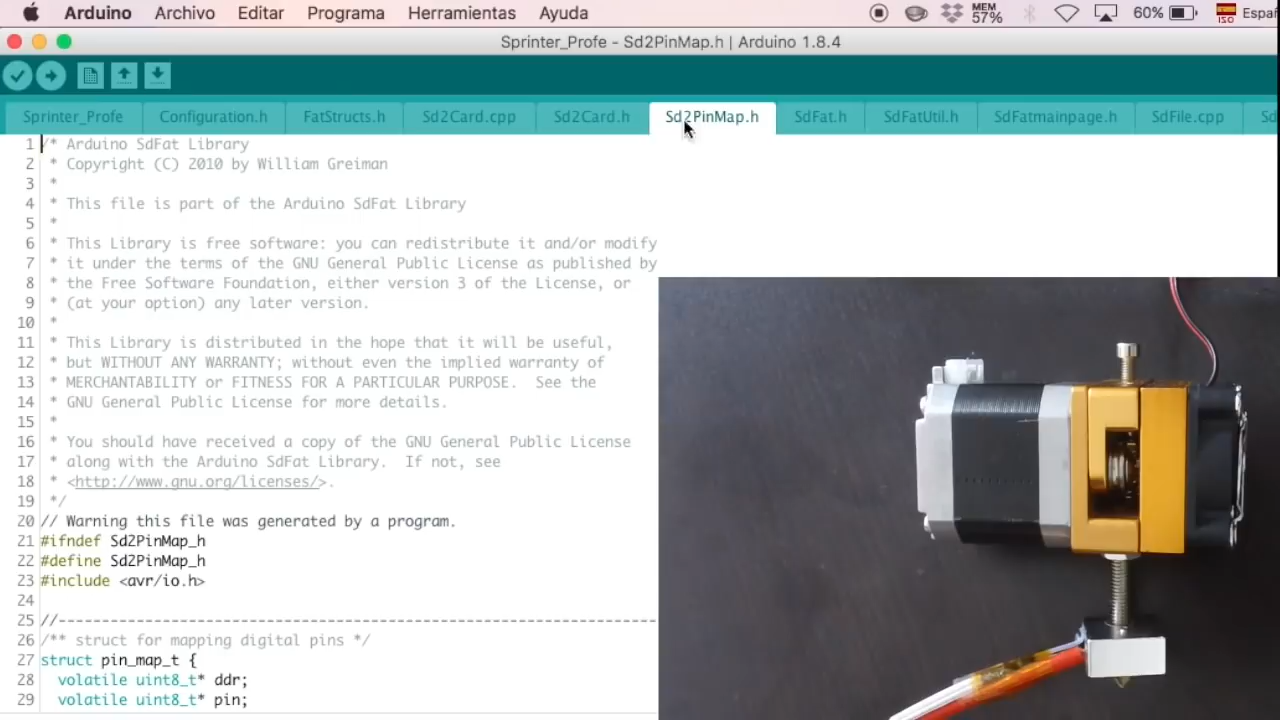 Arduino Archivo Editar Programa Herramientas Ayuda MEM 57% 60% ISO Españ
Sprinter_Profe - Sd2PinMap.h | Arduino 1.8.4
Sprinter_Profe Configuration.h FatStructs.h Sd2Card.cpp Sd2Card.h Sd2PinMap.h SdFat.h SdFatUtil.h SdFatmainpage.h SdFile.cpp Sd
1 /* Arduino SdFat Library
2 * Copyright (C) 2010 by William Greiman
3 *
4 * This file is part of the Arduino SdFat Library
5 *
6 * This Library is free software: you can redistribute it and/or modify
7 * it under the terms of the GNU General Public License as published by
8 * the Free Software Foundation, either version 3 of the License, or
9 * (at your option) any later version.
10 *
11 * This Library is distributed in the hope that it will be useful,
12 * but WITHOUT ANY WARRANTY; without even the implied warranty of
13 * MERCHANTABILITY or FITNESS FOR A PARTICULAR PURPOSE.  See the
14 * GNU General Public License for more details.
15 *
16 * You should have received a copy of the GNU General Public License
17 * along with the Arduino SdFat Library.  If not, see
18 * <http://www.gnu.org/licenses/>.
19 */
20 // Warning this file was generated by a program.
21 #ifndef Sd2PinMap_h
22 #define Sd2PinMap_h
23 #include <avr/io.h>
24
25 //------------------------------------------------------------------------------
26 /** struct for mapping digital pins */
27 struct pin_map_t {
28 volatile uint8_t* ddr;
29 volatile uint8_t* pin;